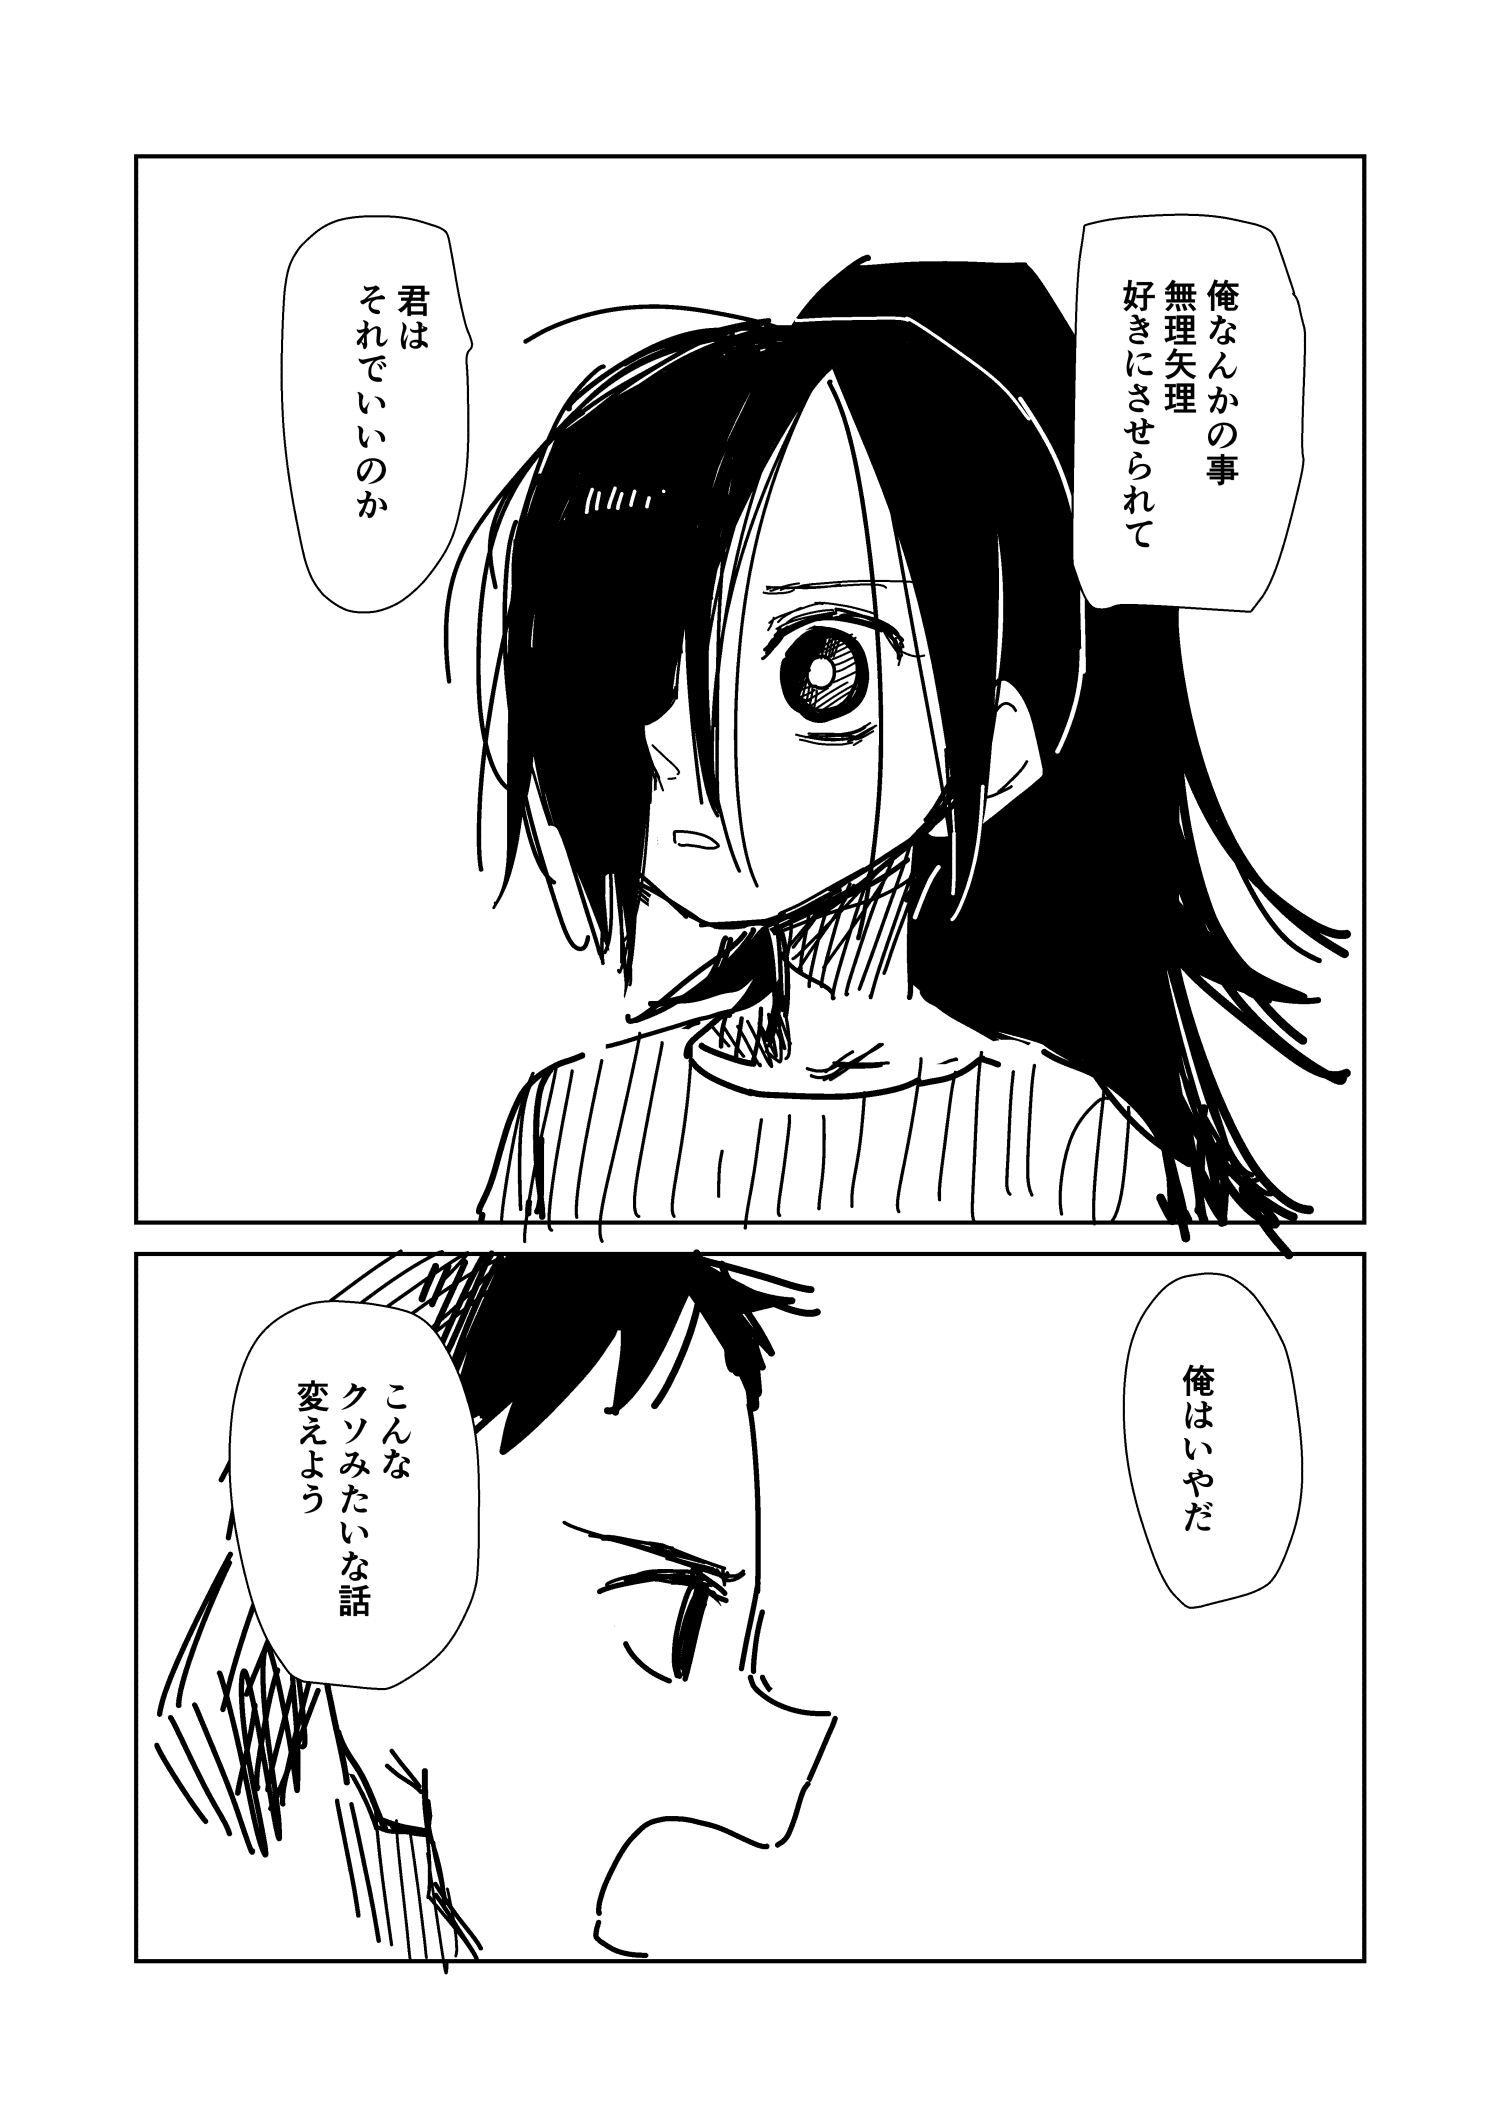 俺なんかの事
無理矢理
好きにさせられて
君は
それでいいのか
俺はいやだ
こんな
クソみたいな話
変えよう